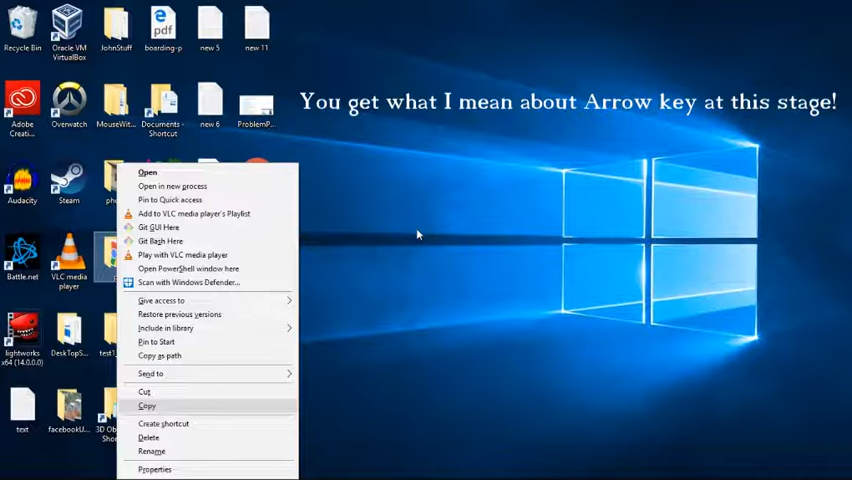 e
pdf
Recycle Bin
Oracle VM
VirtualBox
JohnStuff
boarding-p
new 5
new 11
You get what I mean about Arrow key at this stage!
Adobe
Creati...
Overwatch
MouseWit...
Documents -
Shortcut
new 6
ProblemP...
Audacity
Steam
Battle.net
VLC media
player
lightworks
x64 (14.0.0.0)
DeskTopS...
text
facebookU...
3D Ob
Open
Open in new process
Pin to Quick access
Add to VLC media player's Playlist
Git GUI Here
Git Bash Here
Play with VLC media player
Open PowerShell window here
Scan with Windows Defender...
Give access to
Restore previous versions
Include in library
Pin to Start
Copy as path
Send to
Cut
Copy
Create shortcut
Delete
Rename
Properties